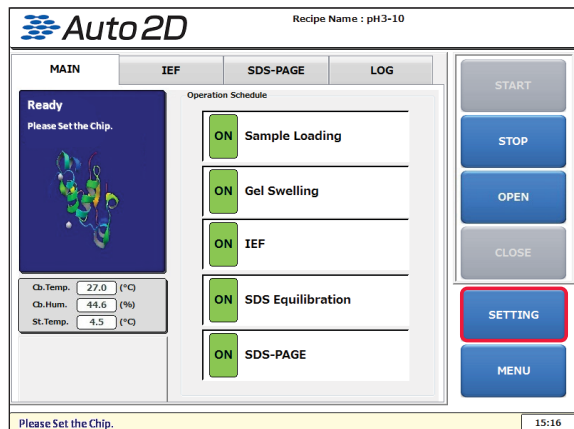 Auto2D
Recipe Name : pH3-10
MAIN
IEF
SDS-PAGE
LOG
Ready
Please Set the Chip.
Operation Schedule
ON Sample Loading
ON Gel Swelling
ON IEF
ON SDS Equilibration
ON SDS-PAGE
Cb.Temp. 27.0 (°C)
Cb.Hum. 44.6 (%)
St.Temp. 4.5 (°C)
START
STOP
OPEN
CLOSE
SETTING
MENU
Please Set the Chip.
15:16